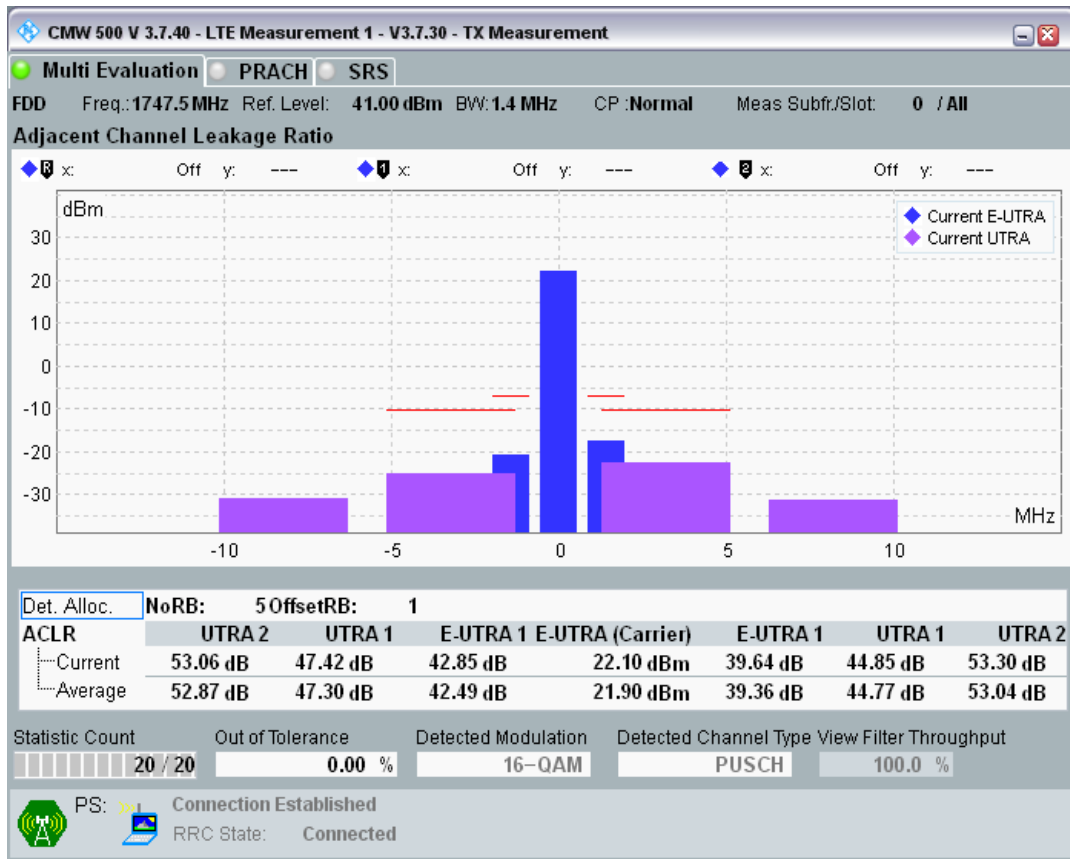 CMW 500 V 3.7.40 - LTE Measurement 1 - V3.7.30 - TX Measurement
Multi Evaluation PRACH SRS
FDD Freq.: 1747.5 MHz Ref. Level: 41.00 dBm BW: 1.4 MHz CP :Normal Meas Subfr./Slot: 0 / All
Adjacent Channel Leakage Ratio
R x: Off y: --- 1 x: Off y: --- 2 x: Off y: ---
dBm
Current E-UTRA
Current UTRA
30
20
10
0
-10
-20
-30
MHz
-10 -5 0 5 10
Det. Alloc. NoRB: 5 OffsetRB: 1
ACLR UTRA 2 UTRA 1 E-UTRA 1 E-UTRA (Carrier) E-UTRA 1 UTRA 1 UTRA 2
Current 53.06 dB 47.42 dB 42.85 dB 22.10 dBm 39.64 dB 44.85 dB 53.30 dB
Average 52.87 dB 47.30 dB 42.49 dB 21.90 dBm 39.36 dB 44.77 dB 53.04 dB
Statistic Count Out of Tolerance Detected Modulation Detected Channel Type View Filter Throughput
20 / 20 0.00 % 16-QAM PUSCH 100.0 %
PS: Connection Established
RRC State: Connected